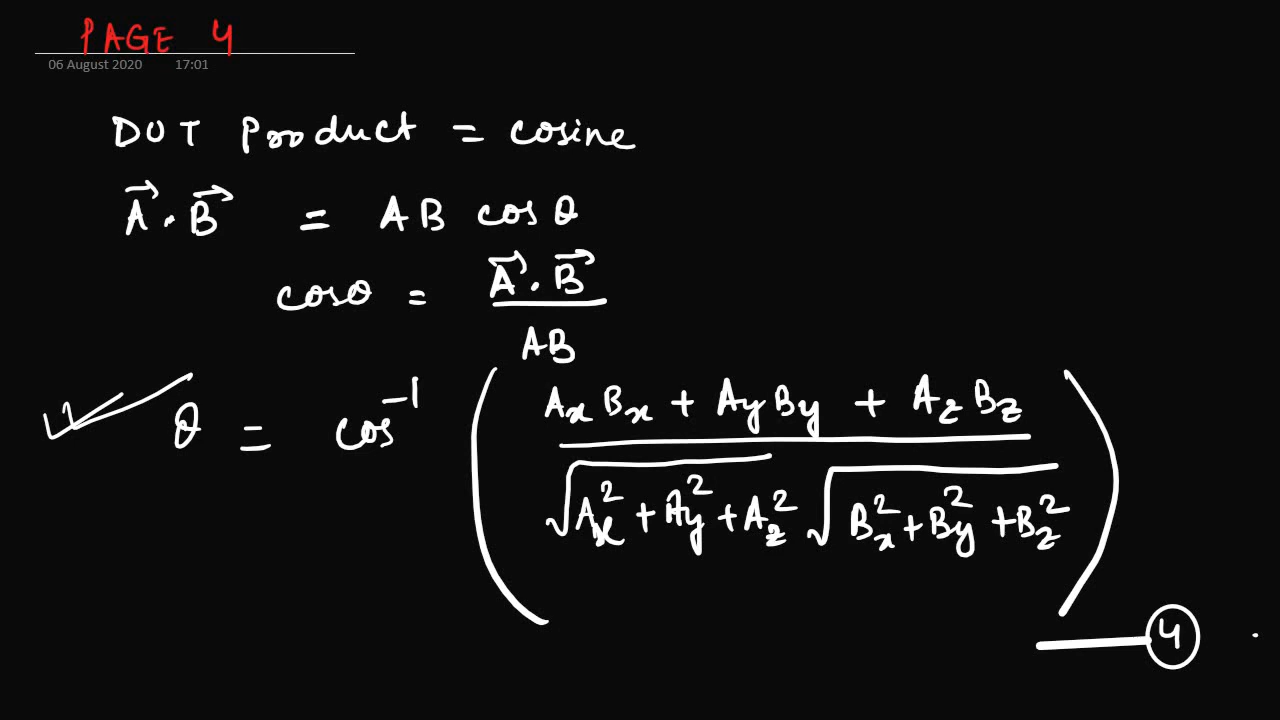 PAGE 4
06 August 2020 17:01
DOT Product = cosine
A⃗ . B⃗ = AB cos θ
cosθ = A⃗ . B⃗ / AB
θ = cos⁻¹ ( AₓBₓ + AyBy + AzBz / √Aₓ² + Ay² + Az² √Bₓ² + By² + Bz² )
4